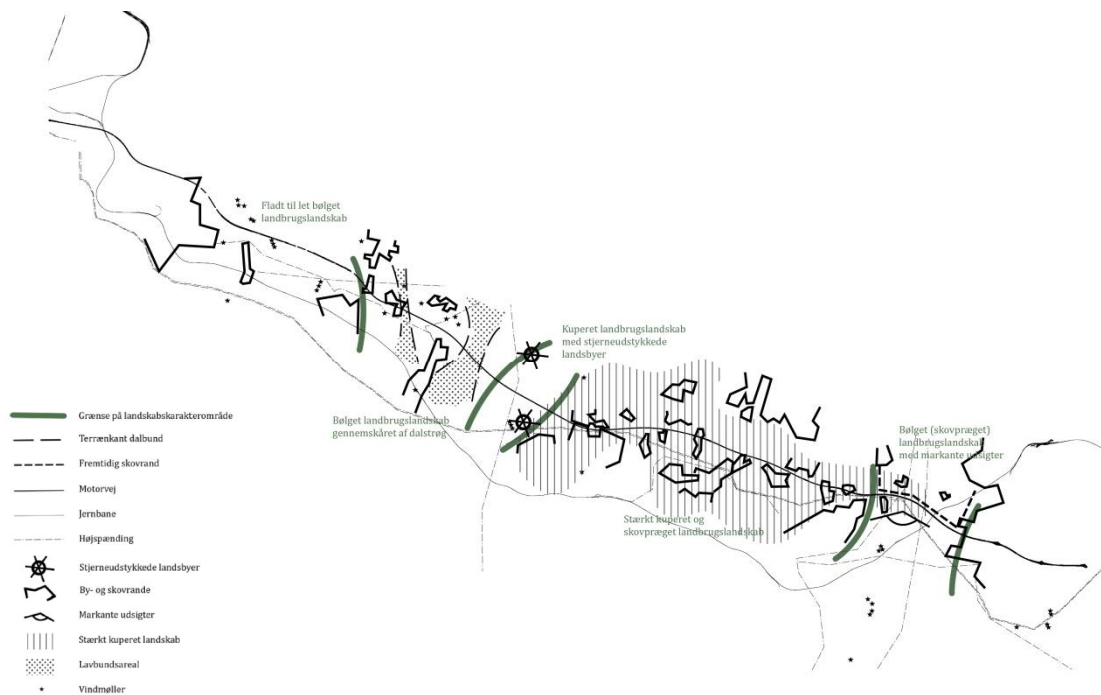 Fladt til let bølget
landbrugslandskab
Kuperet landbrugslandskab
med stjerneudstykkede
landsbyer
Bølget landbrugslandskab
gennemskåret af dalstrøg
Bølget (skovpræget)
landbrugslandskab
med markante udsigter
Stærkt kuperet og
skovpræget landbrugslandskab
Grænse på landskabskarakterområde
Terrænkant dalbund
Fremtidig skovrand
Motorvej
Jernbane
Højspænding
Stjerneudstykkede landsbyer
By- og skovrande
Markante udsigter
Stærkt kuperet landskab
Lavbundsareal
Vindmøller